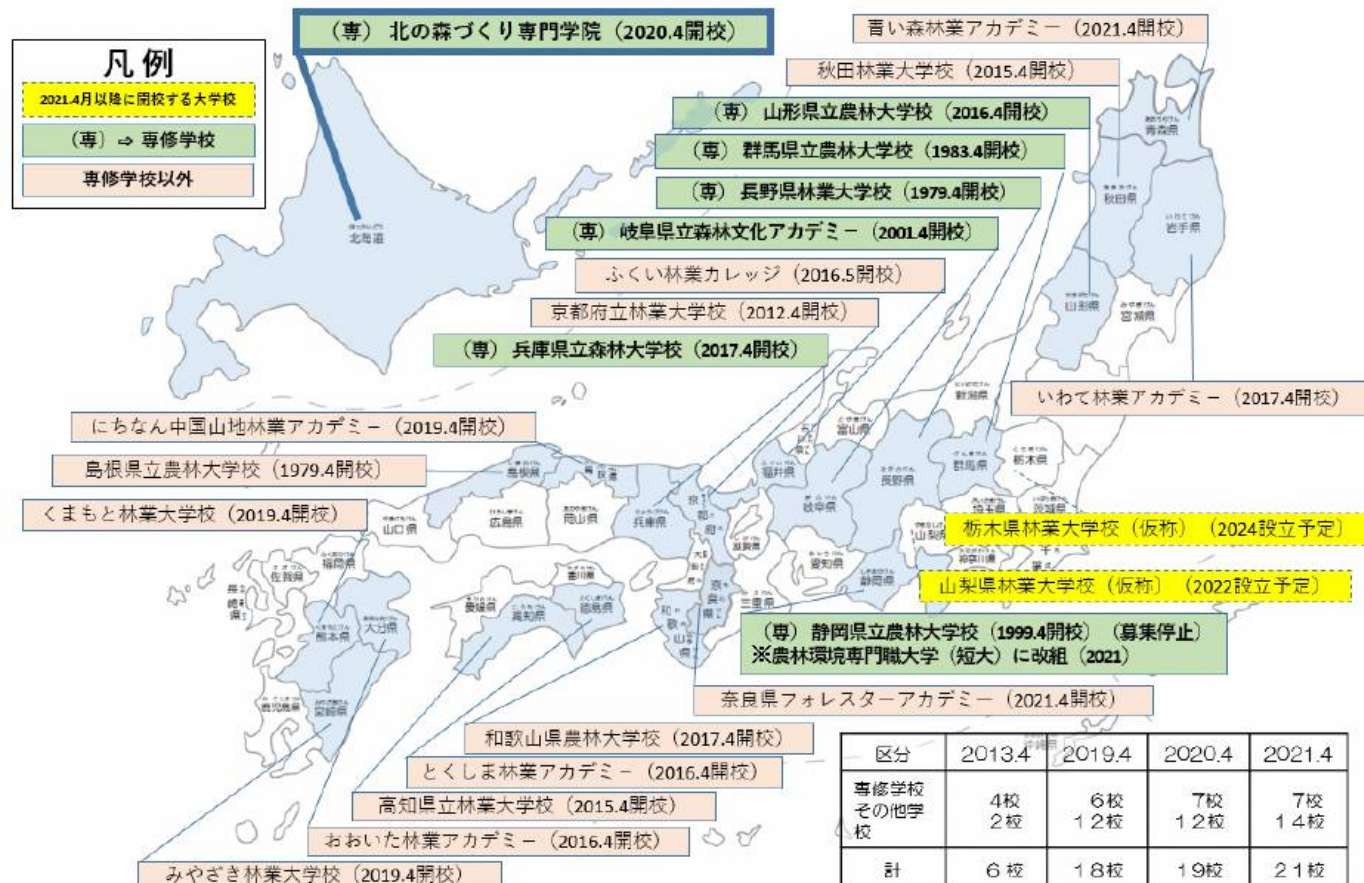 (専) 北の森づくり専門学院 (2020.4開校)
青い森林業アカデミー (2021.4開校)
凡例
2021.4月以降に開校する大学校
(専) ⇒ 専修学校
専修学校以外
秋田林業大学校 (2015.4開校)
(専) 山形県立農林大学校 (2016.4開校)
(専) 群馬県立農林大学校 (1983.4開校)
(専) 長野県林業大学校 (1979.4開校)
(専) 岐阜県立森林文化アカデミー (2001.4開校)
ふくい林業カレッジ (2016.5開校)
京都府立林業大学校 (2012.4開校)
(専) 兵庫県立森林大学校 (2017.4開校)
いわて林業アカデミー (2017.4開校)
にちなん中国山地林業アカデミー (2019.4開校)
島根県立農林大学校 (1979.4開校)
くまもと林業大学校 (2019.4開校)
栃木県林業大学校 (仮称) (2024設立予定)
山梨県林業大学校 (仮称) (2022設立予定)
(専) 静岡県立農林大学校 (1999.4開校) (募集停止)
※農林環境専門職大学 (短大) に改組 (2021)
奈良県フォレスターアカデミー (2021.4開校)
和歌山県農林大学校 (2017.4開校)
とくしま林業アカデミー (2016.4開校)
高知県立林業大学校 (2015.4開校)
おおいた林業アカデミー (2016.4開校)
みやざき林業大学校 (2019.4開校)
北海道
青森県
秋田県
岩手県
山形県
宮城県
新潟県
富山県
福井県
岐阜県
長野県
群馬県
栃木県
埼玉県
茨城県
山梨県
神奈川県
静岡県
愛知県
三重県
滋賀県
京都府
奈良県
和歌山県
兵庫県
岡山県
広島県
島根県
山口県
香川県
徳島県
高知県
愛媛県
福岡県
佐賀県
長崎県
大分県
熊本県
宮崎県
鹿児島県
区分 2013.4 2019.4 2020.4 2021.4
専修学校 4校 6校 7校 7校
その他学校 2校 12校 12校 14校
計 6校 18校 19校 21校